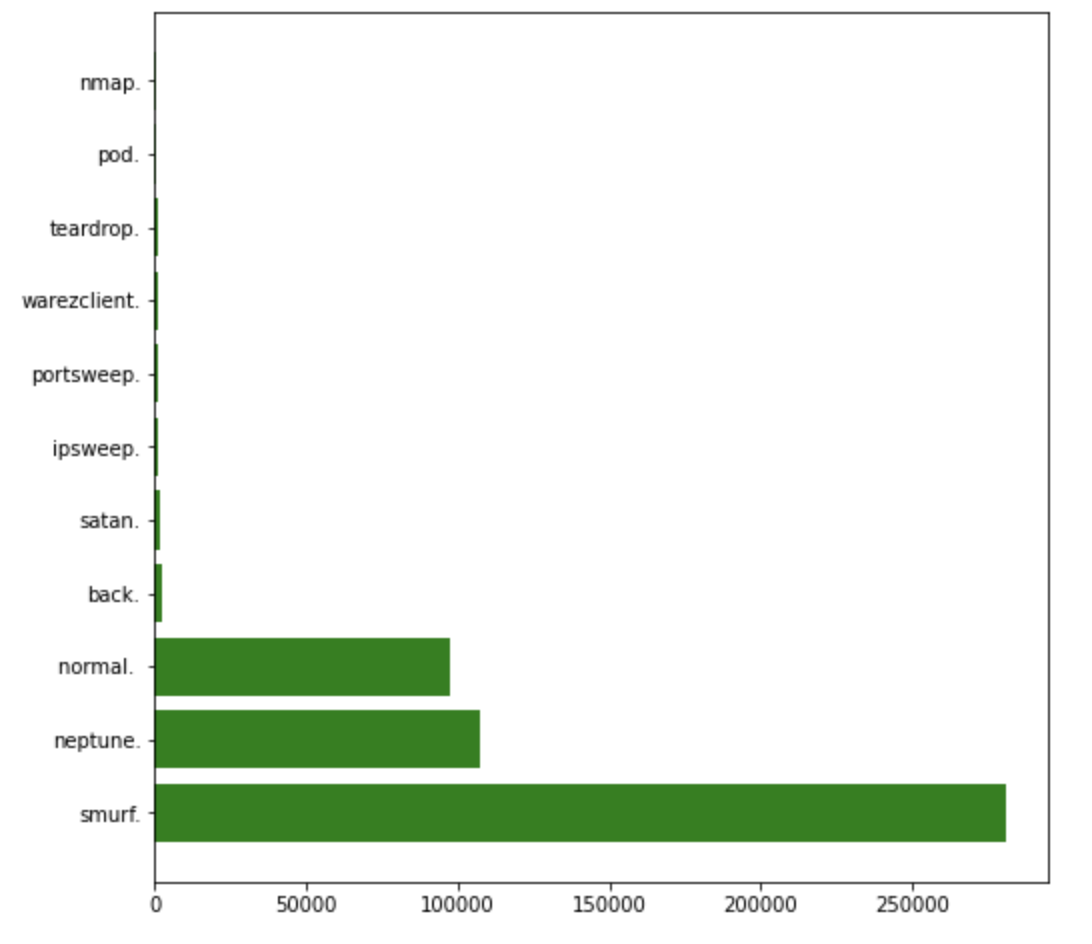 nmap.
pod.
teardrop.
warezclient.
portsweep.
ipsweep.
satan.
back.
normal.
neptune.
smurf.
0 50000 100000 150000 200000 250000